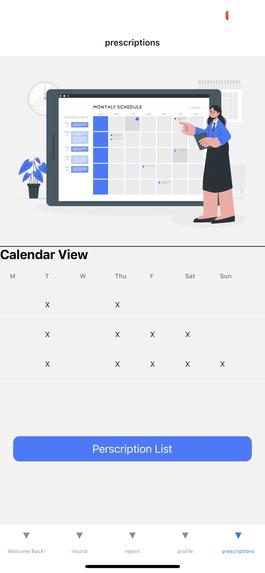 prescriptions
MONTHLY SCHEDULE
Calendar View
M T W Thu F Sat Sun
X X
X X X X
X X X X X
Perscription List
Welcome Back! record report profile prescriptions